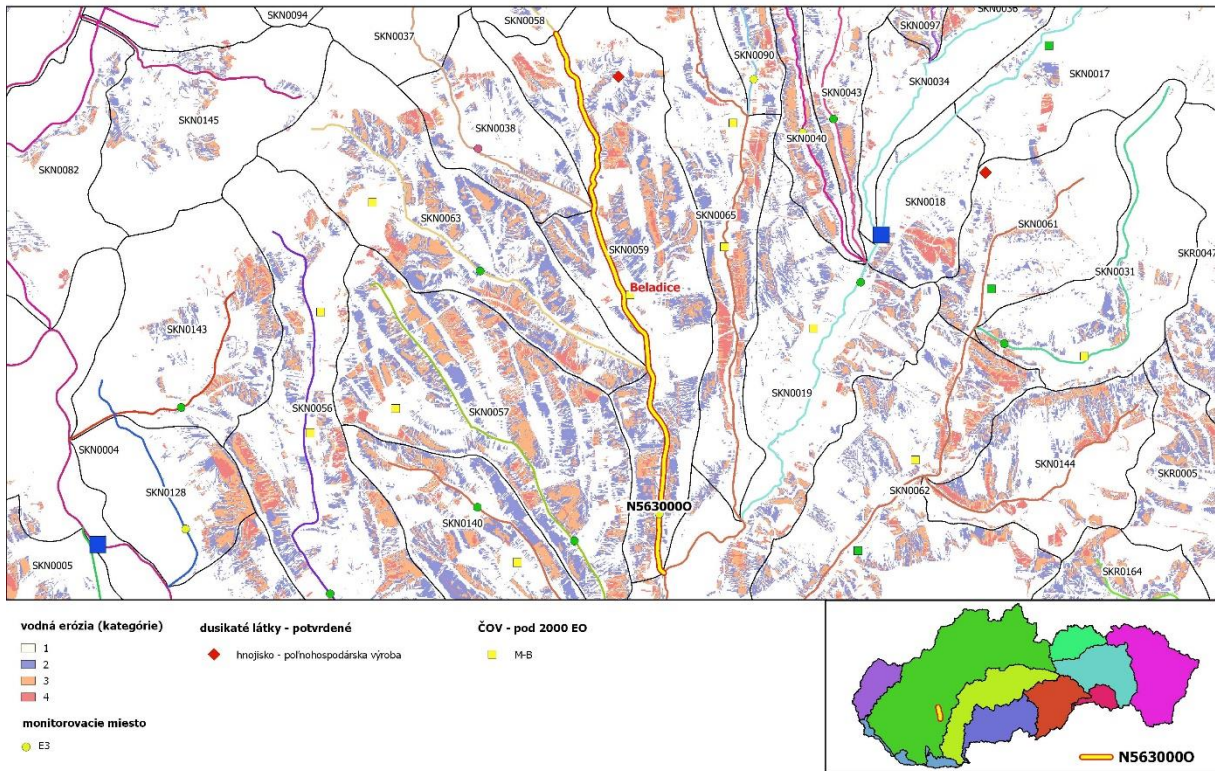 SKN0094
SKN0058
SKN0036
SKN0037
SKN0097
SKN0090
SKN0034
SKN0017
SKN0145
SKN0043
SKN0038
SKN0040
SKN0082
SKN0018
SKN0063
SKN0065
SKN0061
SKN0059
SKR0047
SKN0031
Beladice
SKN0143
SKN0019
SKN0056
SKN0057
SKN0004
SKN0144
SKR0005
SKN0128
SKN0062
N563000O
SKN0140
SKN0005
SKR0164
vodná erózia (kategórie)
1
2
3
4
monitorovacie miesto
E3
dusikaté látky - potvrdené
hnojisko - poľnohospodárska výroba
ČOV - pod 2000 EO
M-B
N563000O